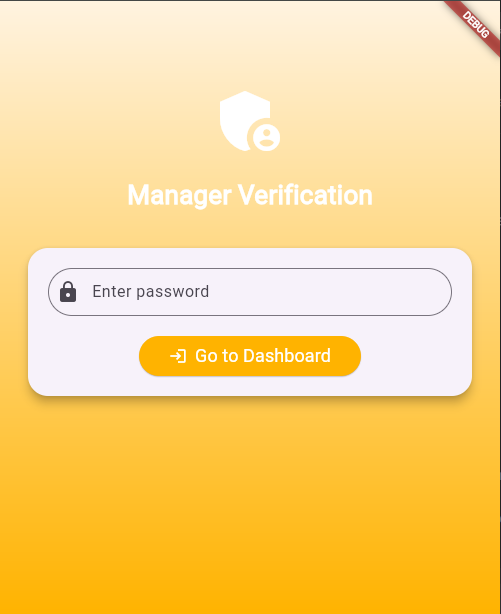 DEBUG
Manager Verification
Enter password
Go to Dashboard